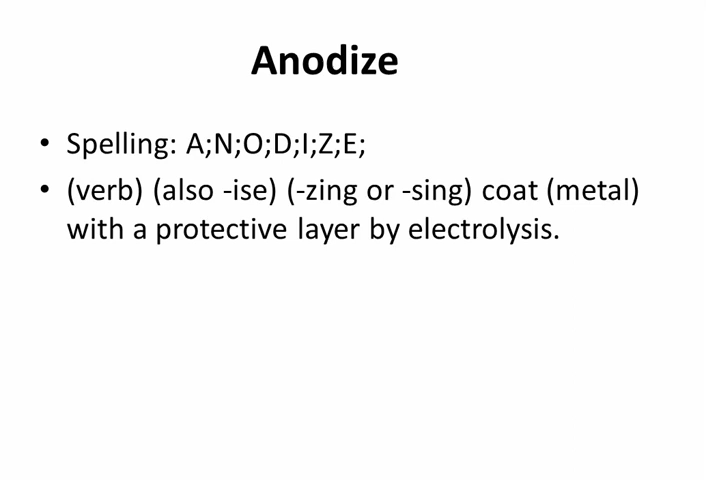 Anodize
• Spelling: A;N;O;D;I;Z;E;
• (verb) (also -ise) (-zing or -sing) coat (metal)
with a protective layer by electrolysis.